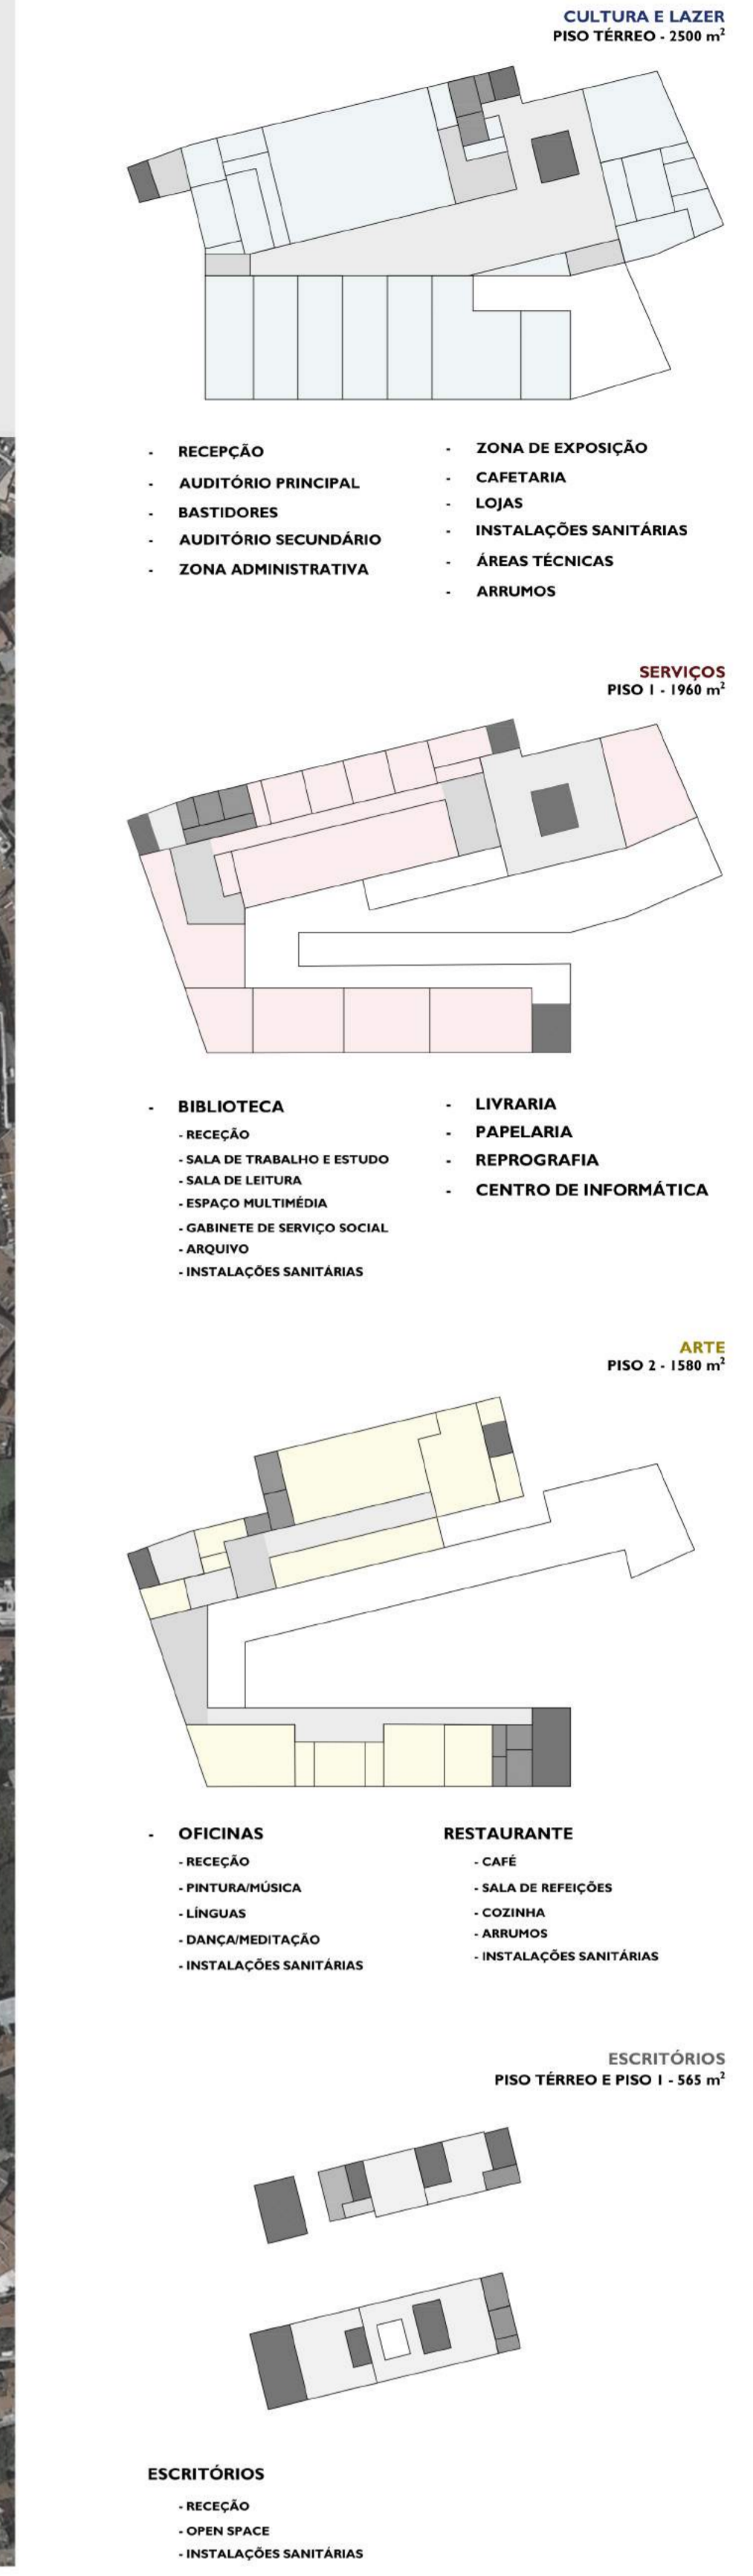 CULTURA E LAZER
PISO TÉRREO - 2500 m²
- RECEPÇÃO
- AUDITÓRIO PRINCIPAL
- BASTIDORES
- AUDITÓRIO SECUNDÁRIO
- ZONA ADMINISTRATIVA
- ZONA DE EXPOSIÇÃO
- CAFETARIA
- LOJAS
- INSTALAÇÕES SANITÁRIAS
- ÁREAS TÉCNICAS
- ARRUMOS
SERVIÇOS
PISO 1 - 1960 m²
- BIBLIOTECA
- RECEÇÃO
- SALA DE TRABALHO E ESTUDO
- SALA DE LEITURA
- ESPAÇO MULTIMÉDIA
- GABINETE DE SERVIÇO SOCIAL
- ARQUIVO
- INSTALAÇÕES SANITÁRIAS
- LIVRARIA
- PAPELARIA
- REPROGRAFIA
- CENTRO DE INFORMÁTICA
ARTE
PISO 2 - 1580 m²
- OFICINAS
- RECEÇÃO
- PINTURA/MÚSICA
- LÍNGUAS
- DANÇA/MEDITAÇÃO
- INSTALAÇÕES SANITÁRIAS
RESTAURANTE
- CAFÉ
- SALA DE REFEIÇÕES
- COZINHA
- ARRUMOS
- INSTALAÇÕES SANITÁRIAS
ESCRITÓRIOS
PISO TÉRREO E PISO 1 - 565 m²
ESCRITÓRIOS
- RECEÇÃO
- OPEN SPACE
- INSTALAÇÕES SANITÁRIAS